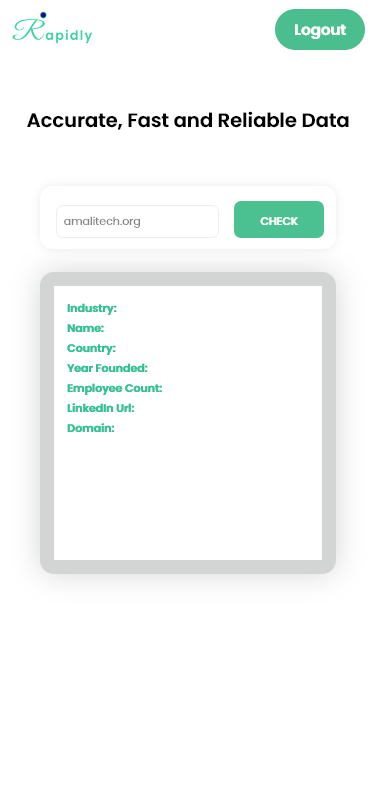 Rapidly
Logout
Accurate, Fast and Reliable Data
amalitech.org
CHECK
Industry:
Name:
Country:
Year Founded:
Employee Count:
LinkedIn Url:
Domain: